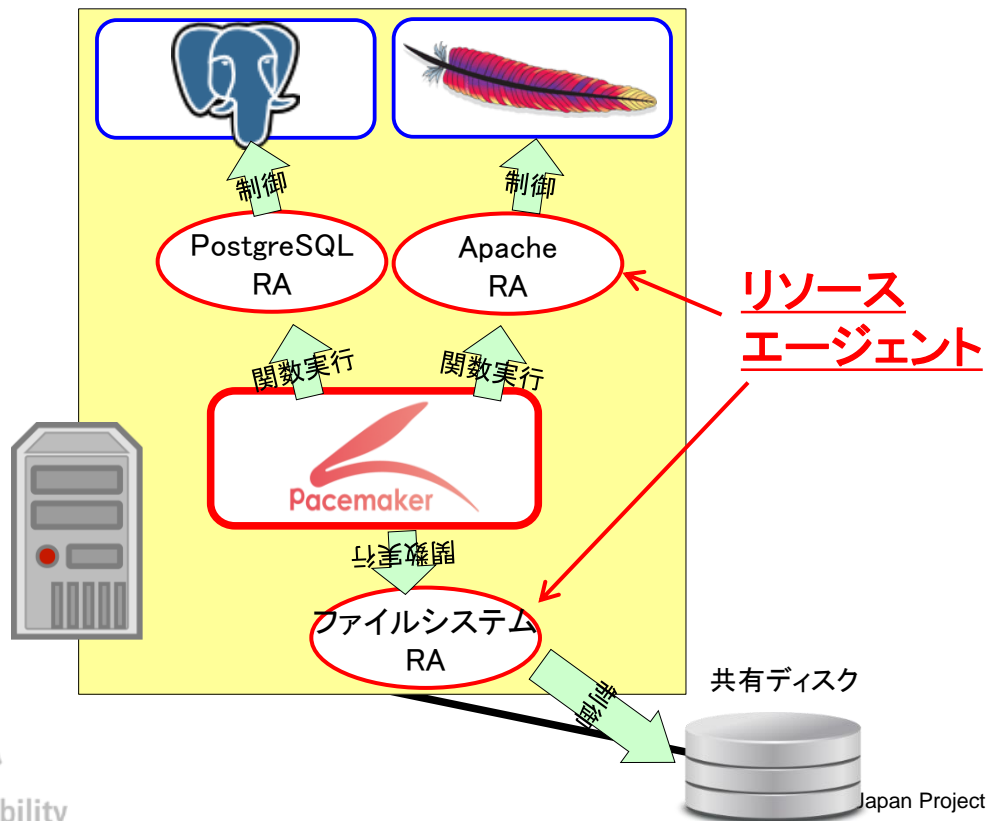 制御
制御
PostgreSQL
RA
Apache
RA
リソース
エージェント
関数実行
関数実行
Pacemaker
関数実行
ファイルシステム
RA
制御
共有ディスク
Japan Project
bility